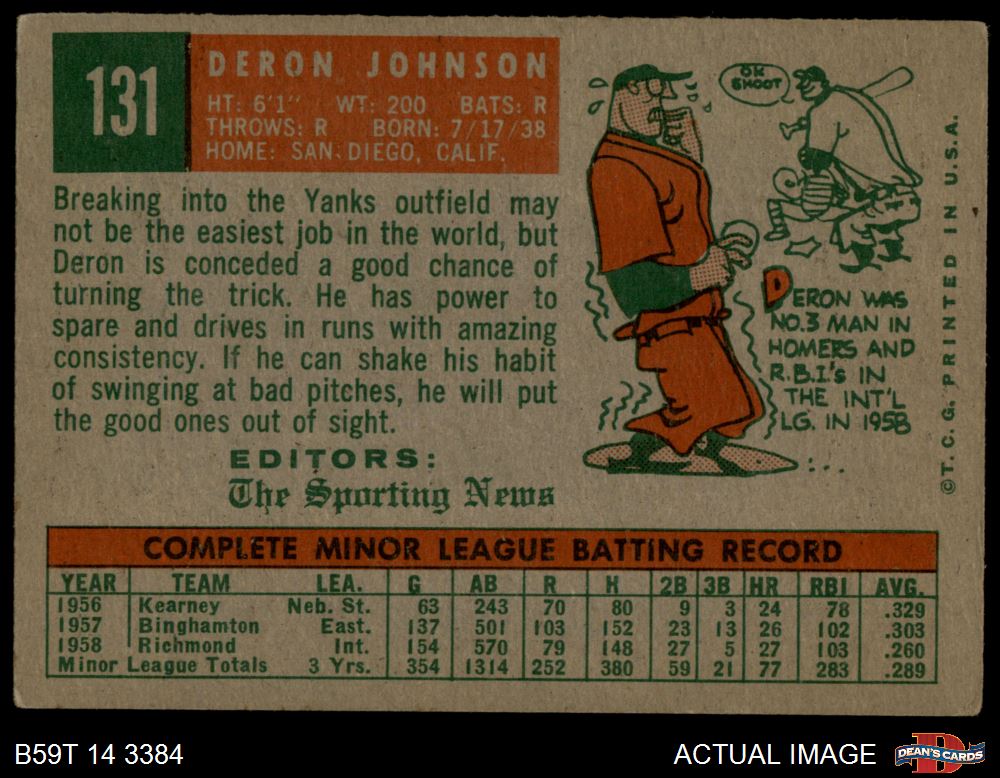 131
DERON JOHNSON
HT: 6'1" WT: 200 BATS: R
THROWS: R BORN: 7/17/38
HOME: SAN DIEGO, CALIF.
Breaking into the Yanks outfield may
not be the easiest job in the world, but
Deron is conceded a good chance of
turning the trick. He has power to
spare and drives in runs with amazing
consistency. If he can shake his habit
of swinging at bad pitches, he will put
the good ones out of sight.
EDITORS:
The Sporting News
OK
SHOOT
DERON WAS
NO.3 MAN IN
HOMERS AND
R.B.I.'s IN
THE INT'L
LG. IN 1958
©T.C.G. PRINTED IN U.S.A.
COMPLETE MINOR LEAGUE BATTING RECORD
YEAR TEAM LEA. G AB R H 2B 3B HR RBI AVG.
1956 Kearney Neb. St. 63 243 70 80 9 3 24 78 .329
1957 Binghamton East. 137 501 103 152 23 13 26 102 .303
1958 Richmond Int. 154 570 79 148 27 5 27 103 .260
Minor League Totals 3 Yrs. 354 1314 252 380 59 21 77 283 .289
B59T 14 3384
ACTUAL IMAGE
DEAN'S CARDS